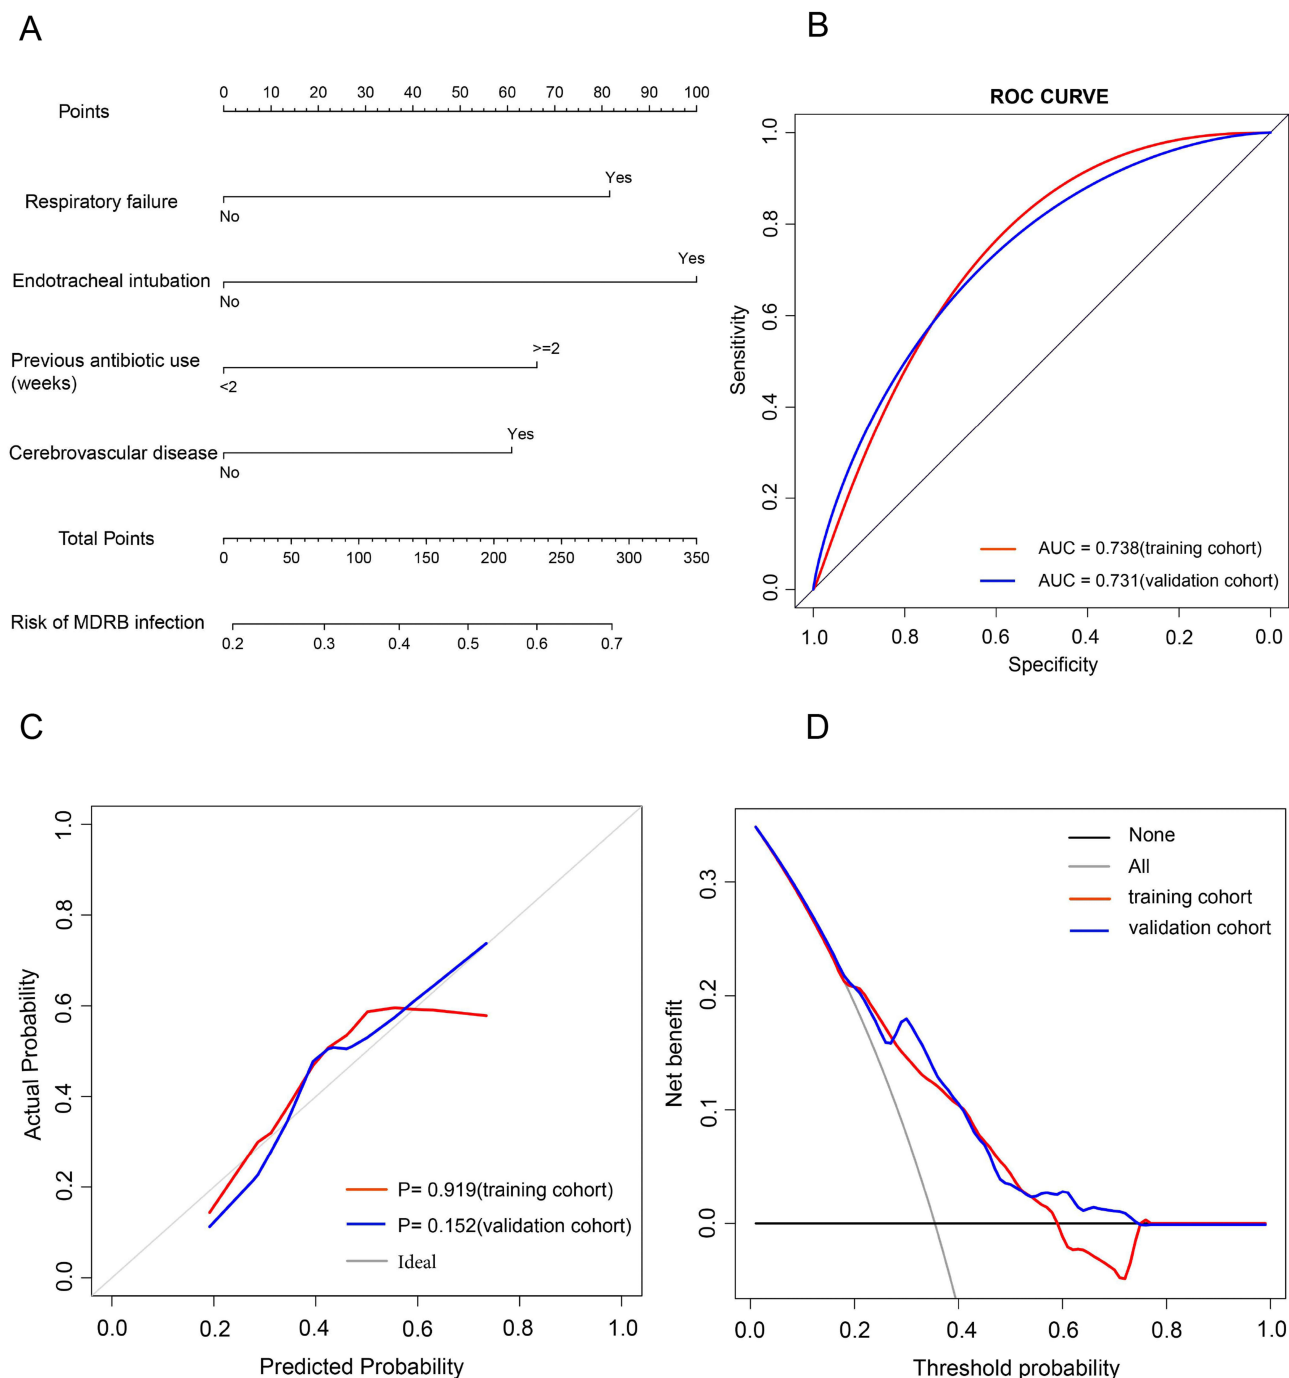 A
0 10 20 30 40 50 60 70 80 90 100
Points
Yes
Respiratory failure
No
Yes
Endotracheal intubation
No
>=2
Previous antibiotic use
(weeks)
<2
Yes
Cerebrovascular disease
No
Total Points
0 50 100 150 200 250 300 350
Risk of MDRB infection
0.2 0.3 0.4 0.5 0.6 0.7
B
ROC CURVE
Sensitivity
1.0
0.8
0.6
0.4
0.2
0.0
AUC = 0.738(training cohort)
AUC = 0.731(validation cohort)
1.0 0.8 0.6 0.4 0.2 0.0
Specificity
C
Actual Probability
1.0
0.8
0.6
0.4
0.2
0.0
P= 0.919(training cohort)
P= 0.152(validation cohort)
Ideal
0.0 0.2 0.4 0.6 0.8 1.0
Predicted Probability
D
Net benefit
0.3
0.2
0.1
0.0
None
All
training cohort
validation cohort
0.0 0.2 0.4 0.6 0.8 1.0
Threshold probability